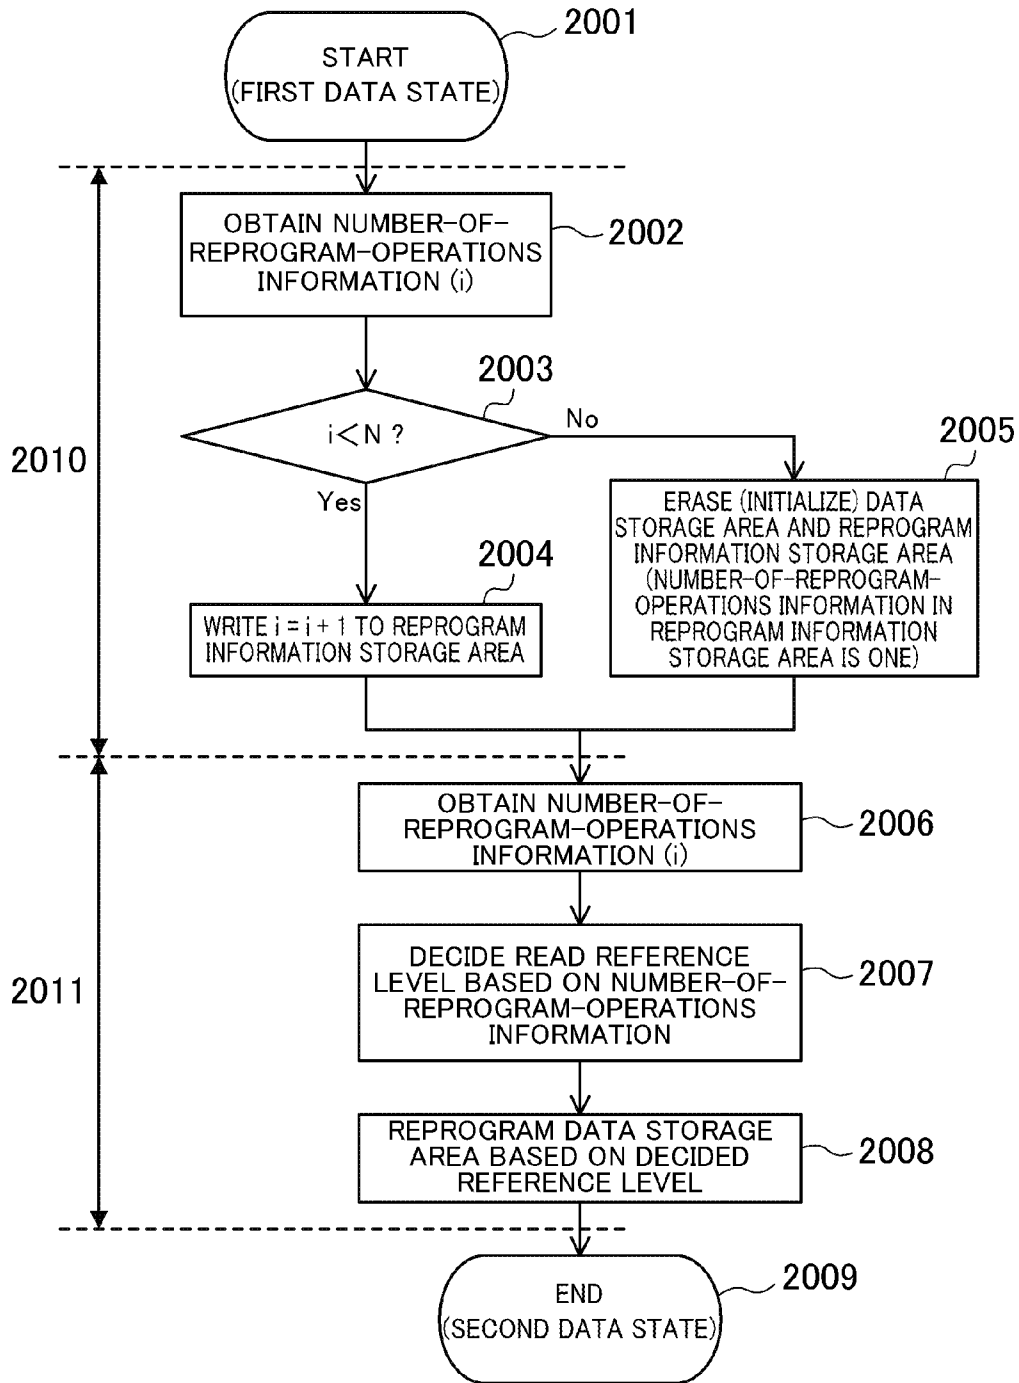 2001
START
(FIRST DATA STATE)
OBTAIN NUMBER-OF-
REPROGRAM-OPERATIONS
INFORMATION (i)
2002
2003
i<N ?
No
Yes
2010
2005
ERASE (INITIALIZE) DATA
STORAGE AREA AND REPROGRAM
INFORMATION STORAGE AREA
(NUMBER-OF-REPROGRAM-
OPERATIONS INFORMATION IN
REPROGRAM INFORMATION
STORAGE AREA IS ONE)
2004
WRITE i = i + 1 TO REPROGRAM
INFORMATION STORAGE AREA
OBTAIN NUMBER-OF-
REPROGRAM-OPERATIONS
INFORMATION (i)
2006
DECIDE READ REFERENCE
LEVEL BASED ON NUMBER-OF-
REPROGRAM-OPERATIONS
INFORMATION
2007
2011
REPROGRAM DATA STORAGE
AREA BASED ON DECIDED
REFERENCE LEVEL
2008
END
(SECOND DATA STATE)
2009